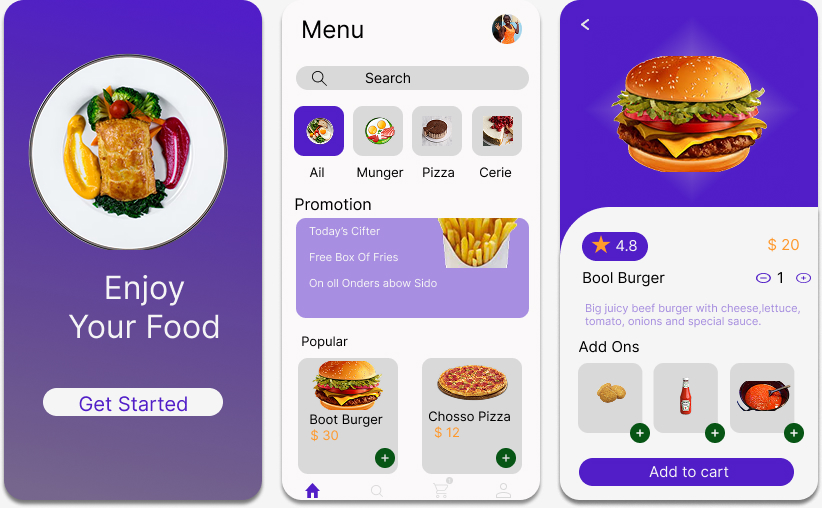 Enjoy
Your Food
Get Started
Menu
Search
Ail
Munger
Pizza
Cerie
Promotion
Today's Cifter
Free Box Of Fries
On oll Onders abow Sido
Popular
Boot Burger
$ 30
Chosso Pizza
$ 12
4.8
$ 20
Bool Burger
1
Big juicy beef burger with cheese,lettuce,
tomato, onions and special sauce.
Add Ons
Add to cart